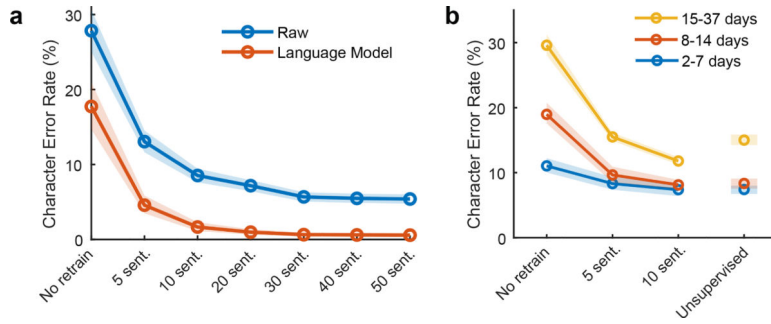 a
Character Error Rate (%)
30
20
10
0
Raw
Language Model
No retrain
5 sent.
10 sent.
20 sent.
30 sent.
40 sent.
50 sent.
b
Character Error Rate (%)
30
20
10
0
15-37 days
8-14 days
2-7 days
No retrain
5 sent.
10 sent.
Unsupervised